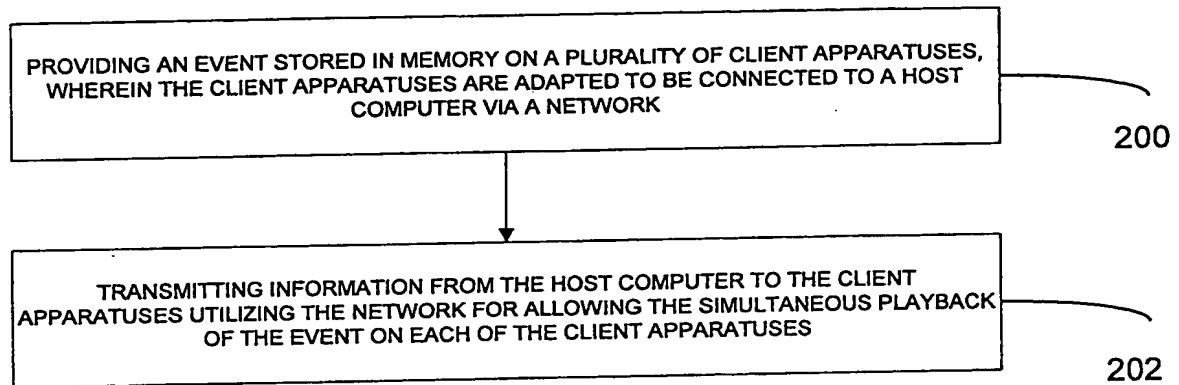 PROVIDING AN EVENT STORED IN MEMORY ON A PLURALITY OF CLIENT APPARATUSES,
WHEREIN THE CLIENT APPARATUSES ARE ADAPTED TO BE CONNECTED TO A HOST
COMPUTER VIA A NETWORK
200
TRANSMITTING INFORMATION FROM THE HOST COMPUTER TO THE CLIENT
APPARATUSES UTILIZING THE NETWORK FOR ALLOWING THE SIMULTANEOUS PLAYBACK
OF THE EVENT ON EACH OF THE CLIENT APPARATUSES
202